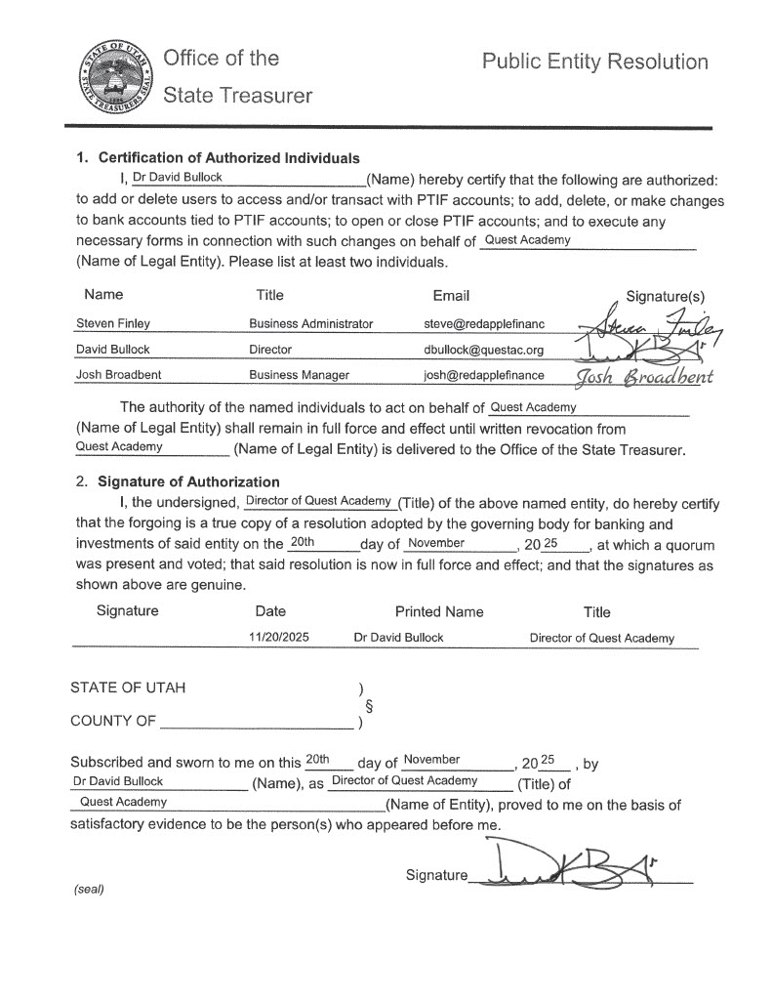 STATE OF UTAH
STATE TREASURERS SEAL
1896
Office of the
State Treasurer
Public Entity Resolution
1. Certification of Authorized Individuals
I, Dr David Bullock (Name) hereby certify that the following are authorized:
to add or delete users to access and/or transact with PTIF accounts; to add, delete, or make changes
to bank accounts tied to PTIF accounts; to open or close PTIF accounts; and to execute any
necessary forms in connection with such changes on behalf of Quest Academy
(Name of Legal Entity). Please list at least two individuals.
Name Title Email Signature(s)
Steven Finley Business Administrator steve@redapplefinanc Steven Finley
David Bullock Director dbullock@questac.org
Josh Broadbent Business Manager josh@redapplefinance Josh Broadbent
The authority of the named individuals to act on behalf of Quest Academy
(Name of Legal Entity) shall remain in full force and effect until written revocation from
Quest Academy (Name of Legal Entity) is delivered to the Office of the State Treasurer.
2. Signature of Authorization
I, the undersigned, Director of Quest Academy (Title) of the above named entity, do hereby certify
that the forgoing is a true copy of a resolution adopted by the governing body for banking and
investments of said entity on the 20th day of November, 20 25, at which a quorum
was present and voted; that said resolution is now in full force and effect; and that the signatures as
shown above are genuine.
Signature Date Printed Name Title
11/20/2025 Dr David Bullock Director of Quest Academy
STATE OF UTAH )
§
COUNTY OF )
Subscribed and sworn to me on this 20th day of November, 20 25, by
Dr David Bullock (Name), as Director of Quest Academy (Title) of
Quest Academy (Name of Entity), proved to me on the basis of
satisfactory evidence to be the person(s) who appeared before me.
Signature
(seal)